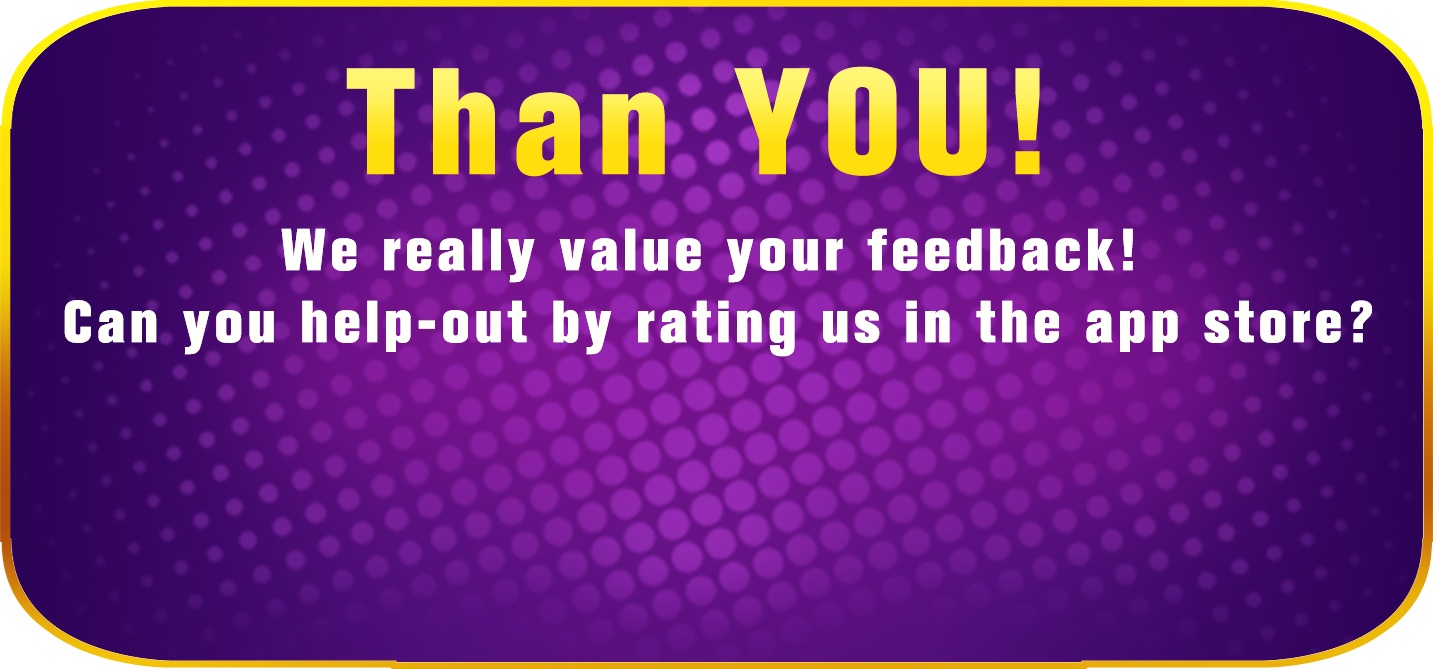 Than YOU!
We really value your feedback!
Can you help-out by rating us in the app store?